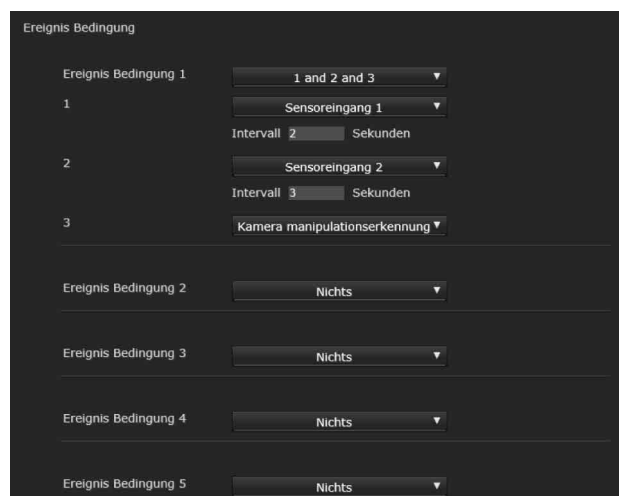 Ereignis Bedingung
Ereignis Bedingung 1 1 and 2 and 3
1 Sensoreingang 1
Intervall 2 Sekunden
2 Sensoreingang 2
Intervall 3 Sekunden
3 Kamera manipulationserkennung
Ereignis Bedingung 2 Nichts
Ereignis Bedingung 3 Nichts
Ereignis Bedingung 4 Nichts
Ereignis Bedingung 5 Nichts